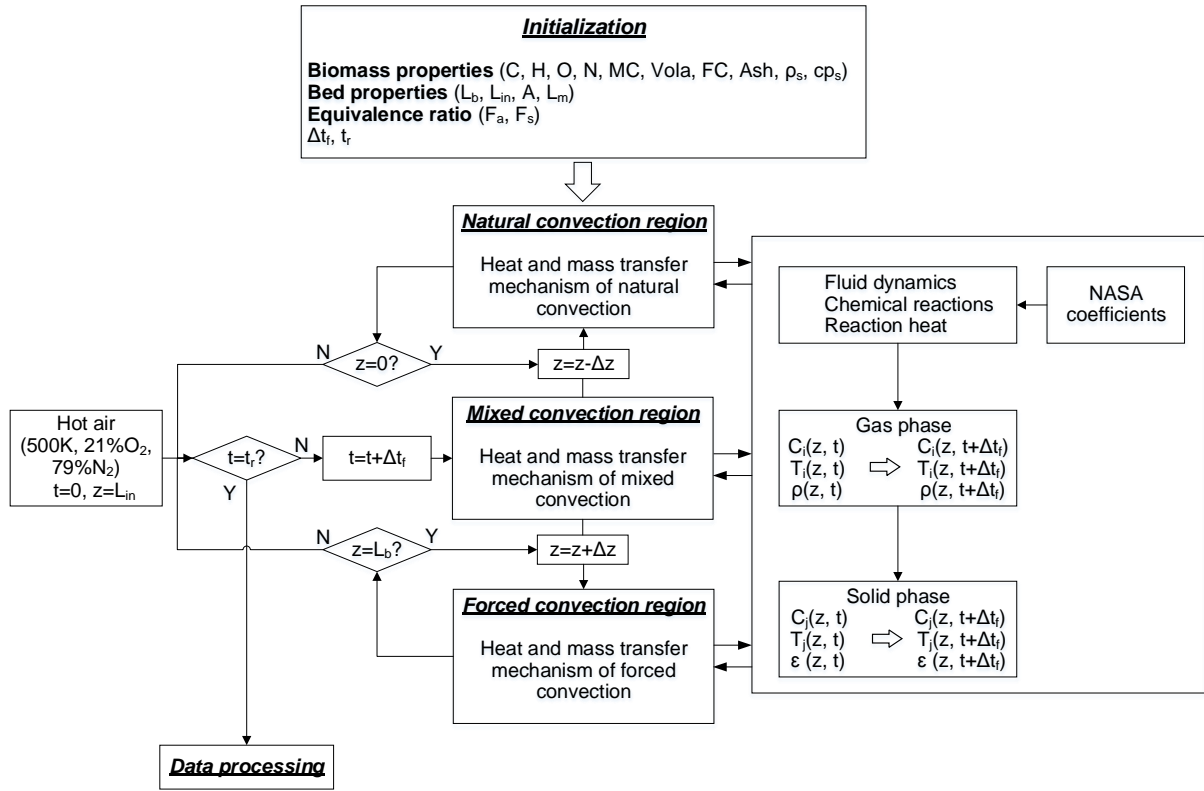 Initialization
Biomass properties (C, H, O, N, MC, Vola, FC, Ash, ρs, cps)
Bed properties (Lb, Lin, A, Lm)
Equivalence ratio (Fa, Fs)
Δtf, tr
Natural convection region
Heat and mass transfer
mechanism of natural
convection
Fluid dynamics
Chemical reactions
Reaction heat
NASA
coefficients
N
z=0?
Y
z=z-Δz
Hot air
(500K, 21%O2,
79%N2)
t=0, z=Lin
t=tr?
N
Y
t=t+Δtf
Mixed convection region
Heat and mass transfer
mechanism of mixed
convection
Gas phase
Ci(z, t) Ci(z, t+Δtf)
Ti(z, t) Ti(z, t+Δtf)
ρ(z, t) ρ(z, t+Δtf)
N
z=Lb?
Y
z=z+Δz
Forced convection region
Heat and mass transfer
mechanism of forced
convection
Solid phase
Cj(z, t) Cj(z, t+Δtf)
Tj(z, t) Tj(z, t+Δtf)
ε (z, t) ε (z, t+Δtf)
Data processing